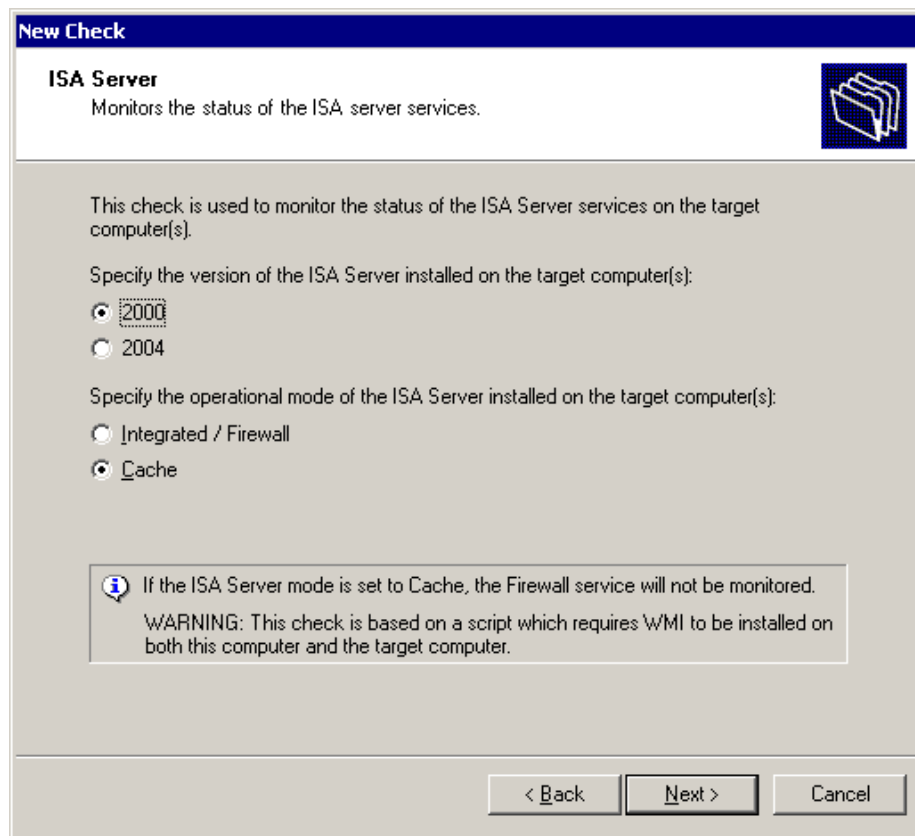 New Check
ISA Server
Monitors the status of the ISA server services.
This check is used to monitor the status of the ISA Server services on the target
computer(s).
Specify the version of the ISA Server installed on the target computer(s):
2000
2004
Specify the operational mode of the ISA Server installed on the target computer(s):
Integrated / Firewall
Cache
If the ISA Server mode is set to Cache, the Firewall service will not be monitored.
WARNING: This check is based on a script which requires WMI to be installed on
both this computer and the target computer.
< Back
Next >
Cancel